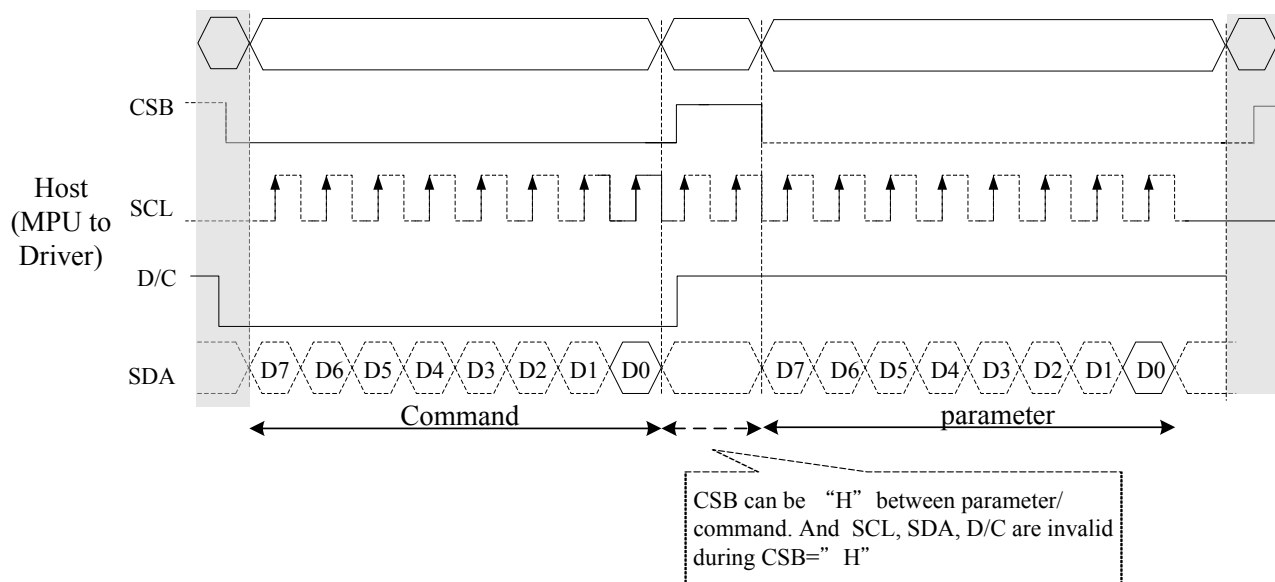 CSB
Host
(MPU to
Driver)
SCL
D/C
SDA
D7 D6 D5 D4 D3 D2 D1 D0 D7 D6 D5 D4 D3 D2 D1 D0
Command parameter
CSB can be “H” between parameter/
command. And SCL, SDA, D/C are invalid
during CSB=” H”